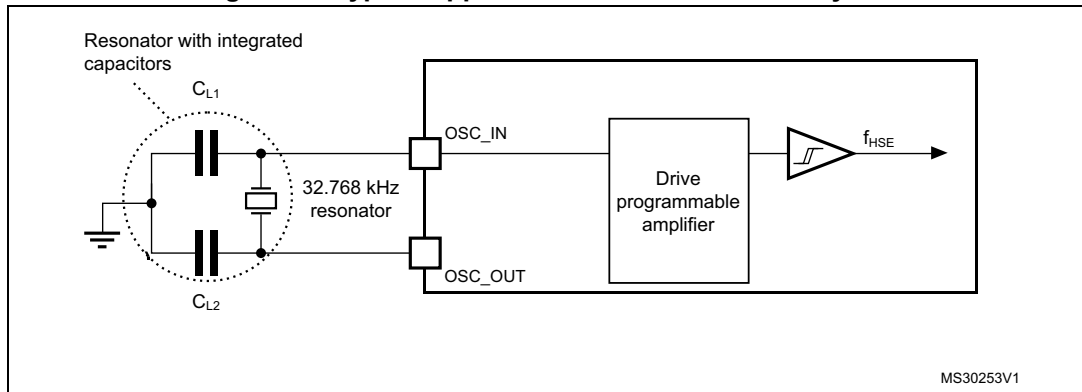 Resonator with integrated
capacitors
CL1
OSC_IN
fHSE
32.768 kHz
resonator
Drive
programmable
amplifier
OSC_OUT
CL2
MS30253V1